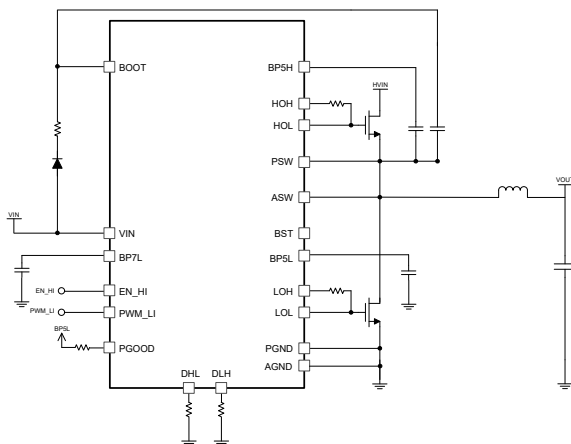 BOOT
BP5H
HVIN
HOH
HOL
PSW
VOUT
ASW
VIN
VIN
BST
BP7L
BP5L
EN_HI
EN_HI
LOH
PWM_LI
PWM_LI
LOL
BP5L
PGOOD
PGND
AGND
DHL
DLH